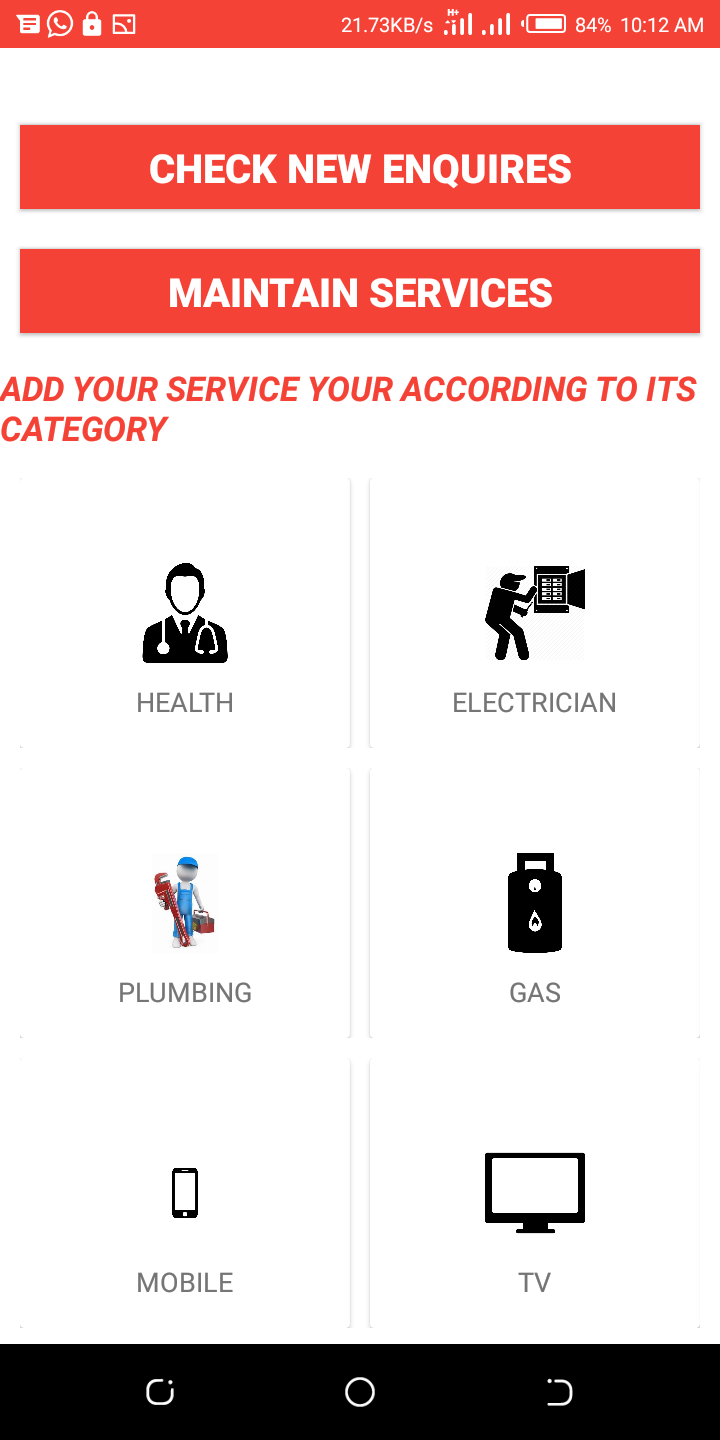 21.73KB/s H+ 84% 10:12 AM
CHECK NEW ENQUIRES
MAINTAIN SERVICES
ADD YOUR SERVICE YOUR ACCORDING TO ITS
CATEGORY
HEALTH ELECTRICIAN
PLUMBING GAS
MOBILE TV